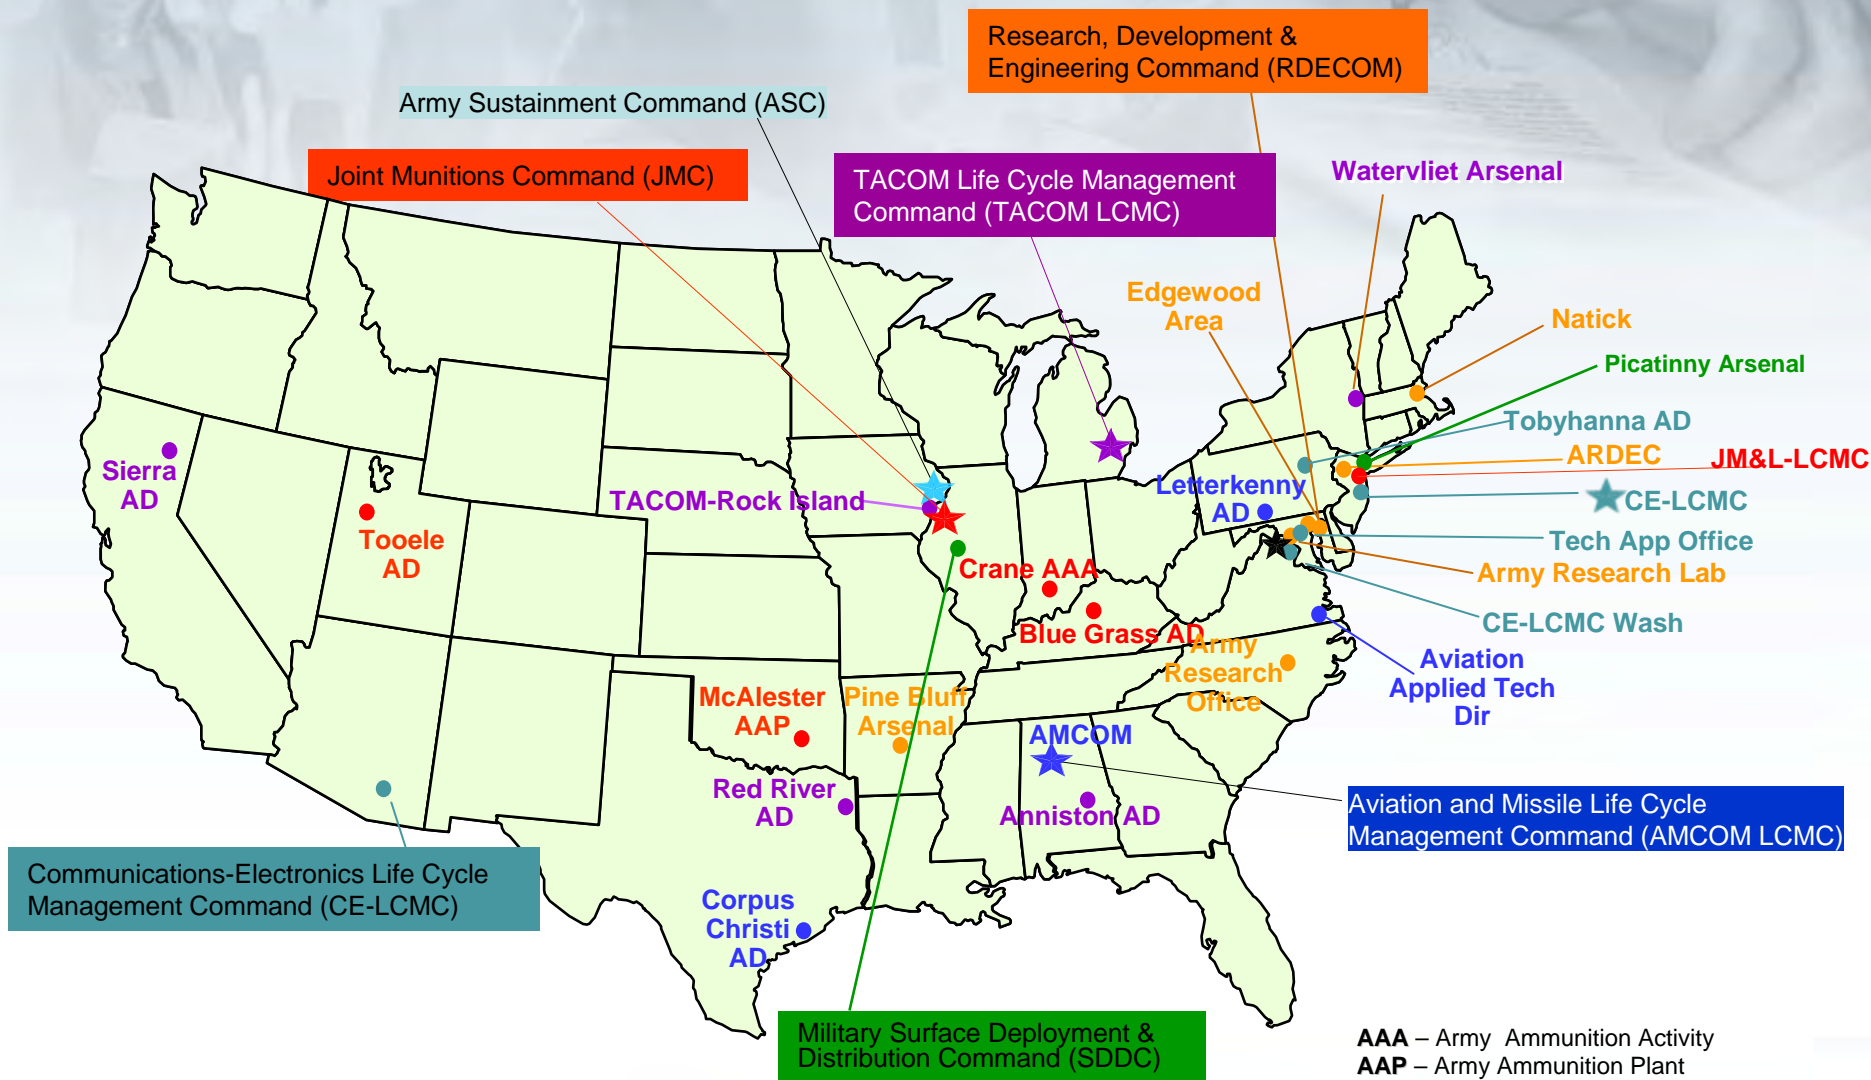 Research, Development &
Engineering Command (RDECOM)
Army Sustainment Command (ASC)
Joint Munitions Command (JMC)
TACOM Life Cycle Management
Command (TACOM LCMC)
Watervliet Arsenal
Edgewood
Area
Natick
Picatinny Arsenal
Tobyhanna AD
ARDEC
JM&L-LCMC
Sierra
AD
TACOM-Rock Island
Letterkenny
AD
CE-LCMC
Tooele
AD
Tech App Office
Crane AAA
Army Research Lab
Blue Grass AD
CE-LCMC Wash
Army
Research
Office
Aviation
Applied Tech
Dir
McAlester
AAP
Pine Bluff
Arsenal
AMCOM
Red River
AD
Anniston AD
Aviation and Missile Life Cycle
Management Command (AMCOM LCMC)
Communications-Electronics Life Cycle
Management Command (CE-LCMC)
Corpus
Christi
AD
Military Surface Deployment &
Distribution Command (SDDC)
AAA – Army Ammunition Activity
AAP – Army Ammunition Plant